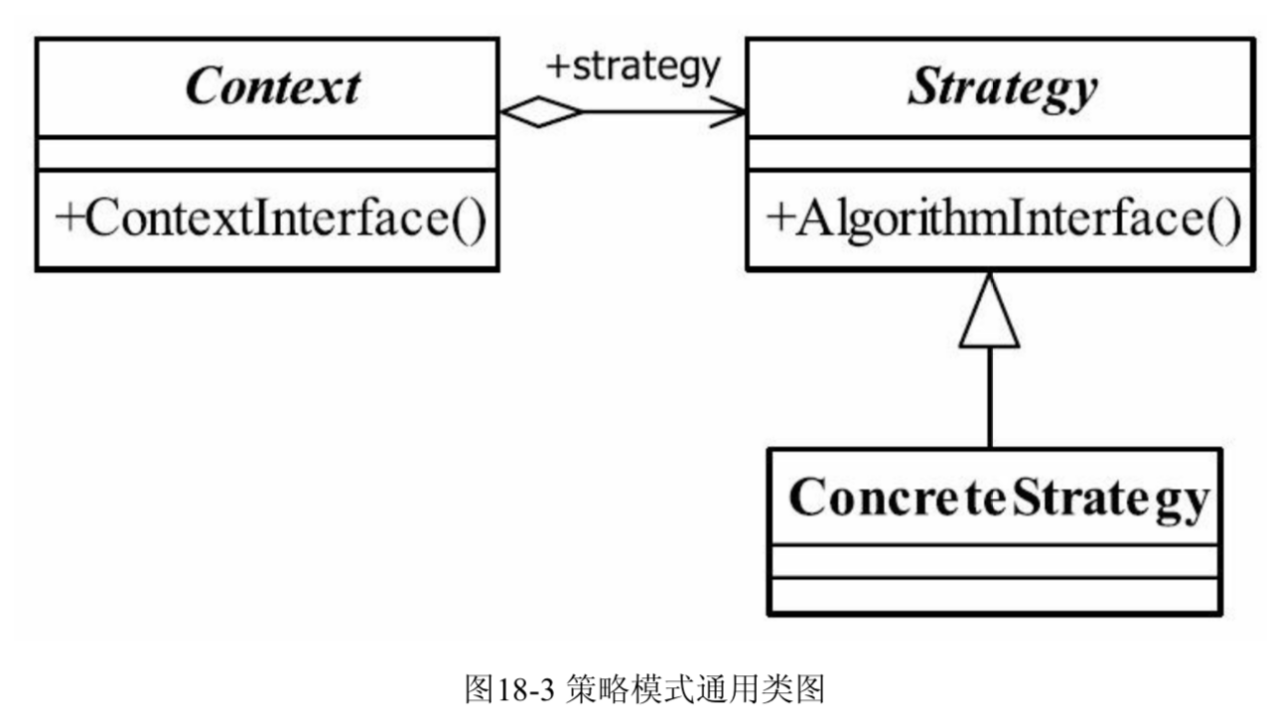 Context
+ContextInterface()
+strategy
Strategy
+AlgorithmInterface()
ConcreteStrategy
图18-3 策略模式通用类图